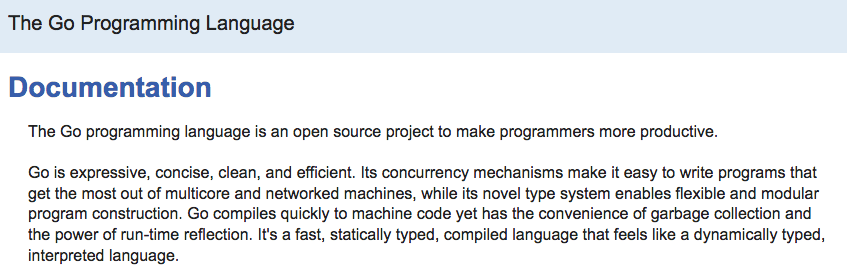 The Go Programming Language
Documentation
The Go programming language is an open source project to make programmers more productive.
Go is expressive, concise, clean, and efficient. Its concurrency mechanisms make it easy to write programs that
get the most out of multicore and networked machines, while its novel type system enables flexible and modular
program construction. Go compiles quickly to machine code yet has the convenience of garbage collection and
the power of run-time reflection. It's a fast, statically typed, compiled language that feels like a dynamically typed,
interpreted language.